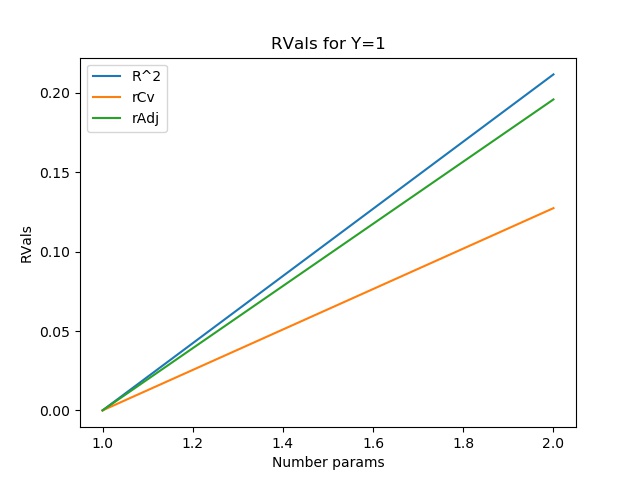 RVals for Y=1
R^2
rCv
rAdj
0.20
0.15
0.10
0.05
0.00
RVals
1.0 1.2 1.4 1.6 1.8 2.0
Number params